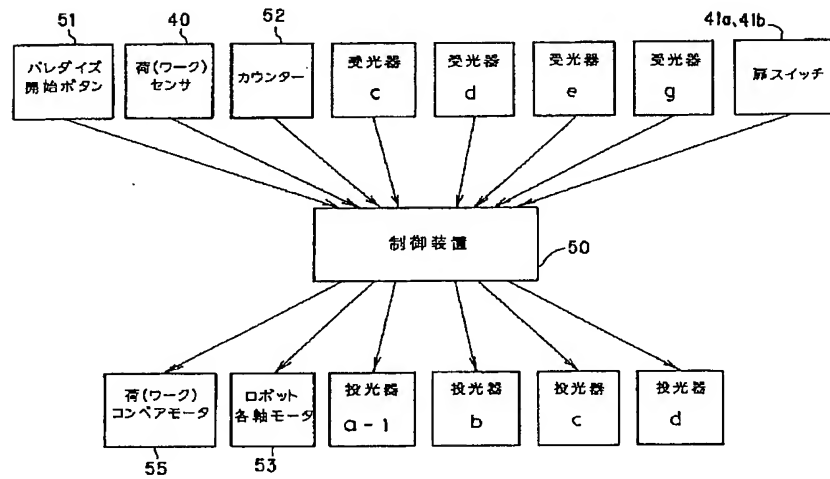 51
40
52
41a、41b
パレダイズ
開始ボタン
荷(ワーク)
センサ
カウンター
受光器
c
受光器
d
受光器
e
受光器
g
扉スイッチ
制御装置
50
荷(ワーク)
コンベアモータ
ロボット
各軸モータ
投光器
a-1
投光器
b
投光器
c
投光器
d
55
53